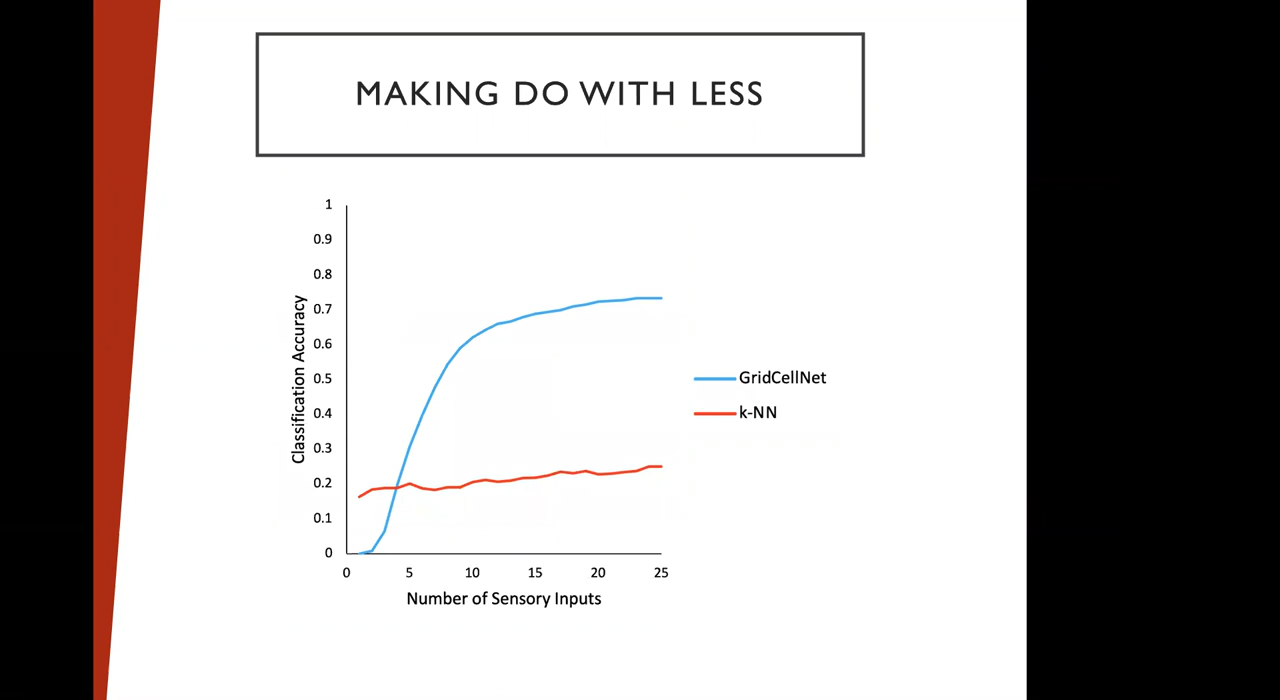 MAKING DO WITH LESS
1
0.9
0.8
0.7
0.6
0.5
0.4
0.3
0.2
0.1
0
Classification Accuracy
0 5 10 15 20 25
Number of Sensory Inputs
GridCellNet
k-NN